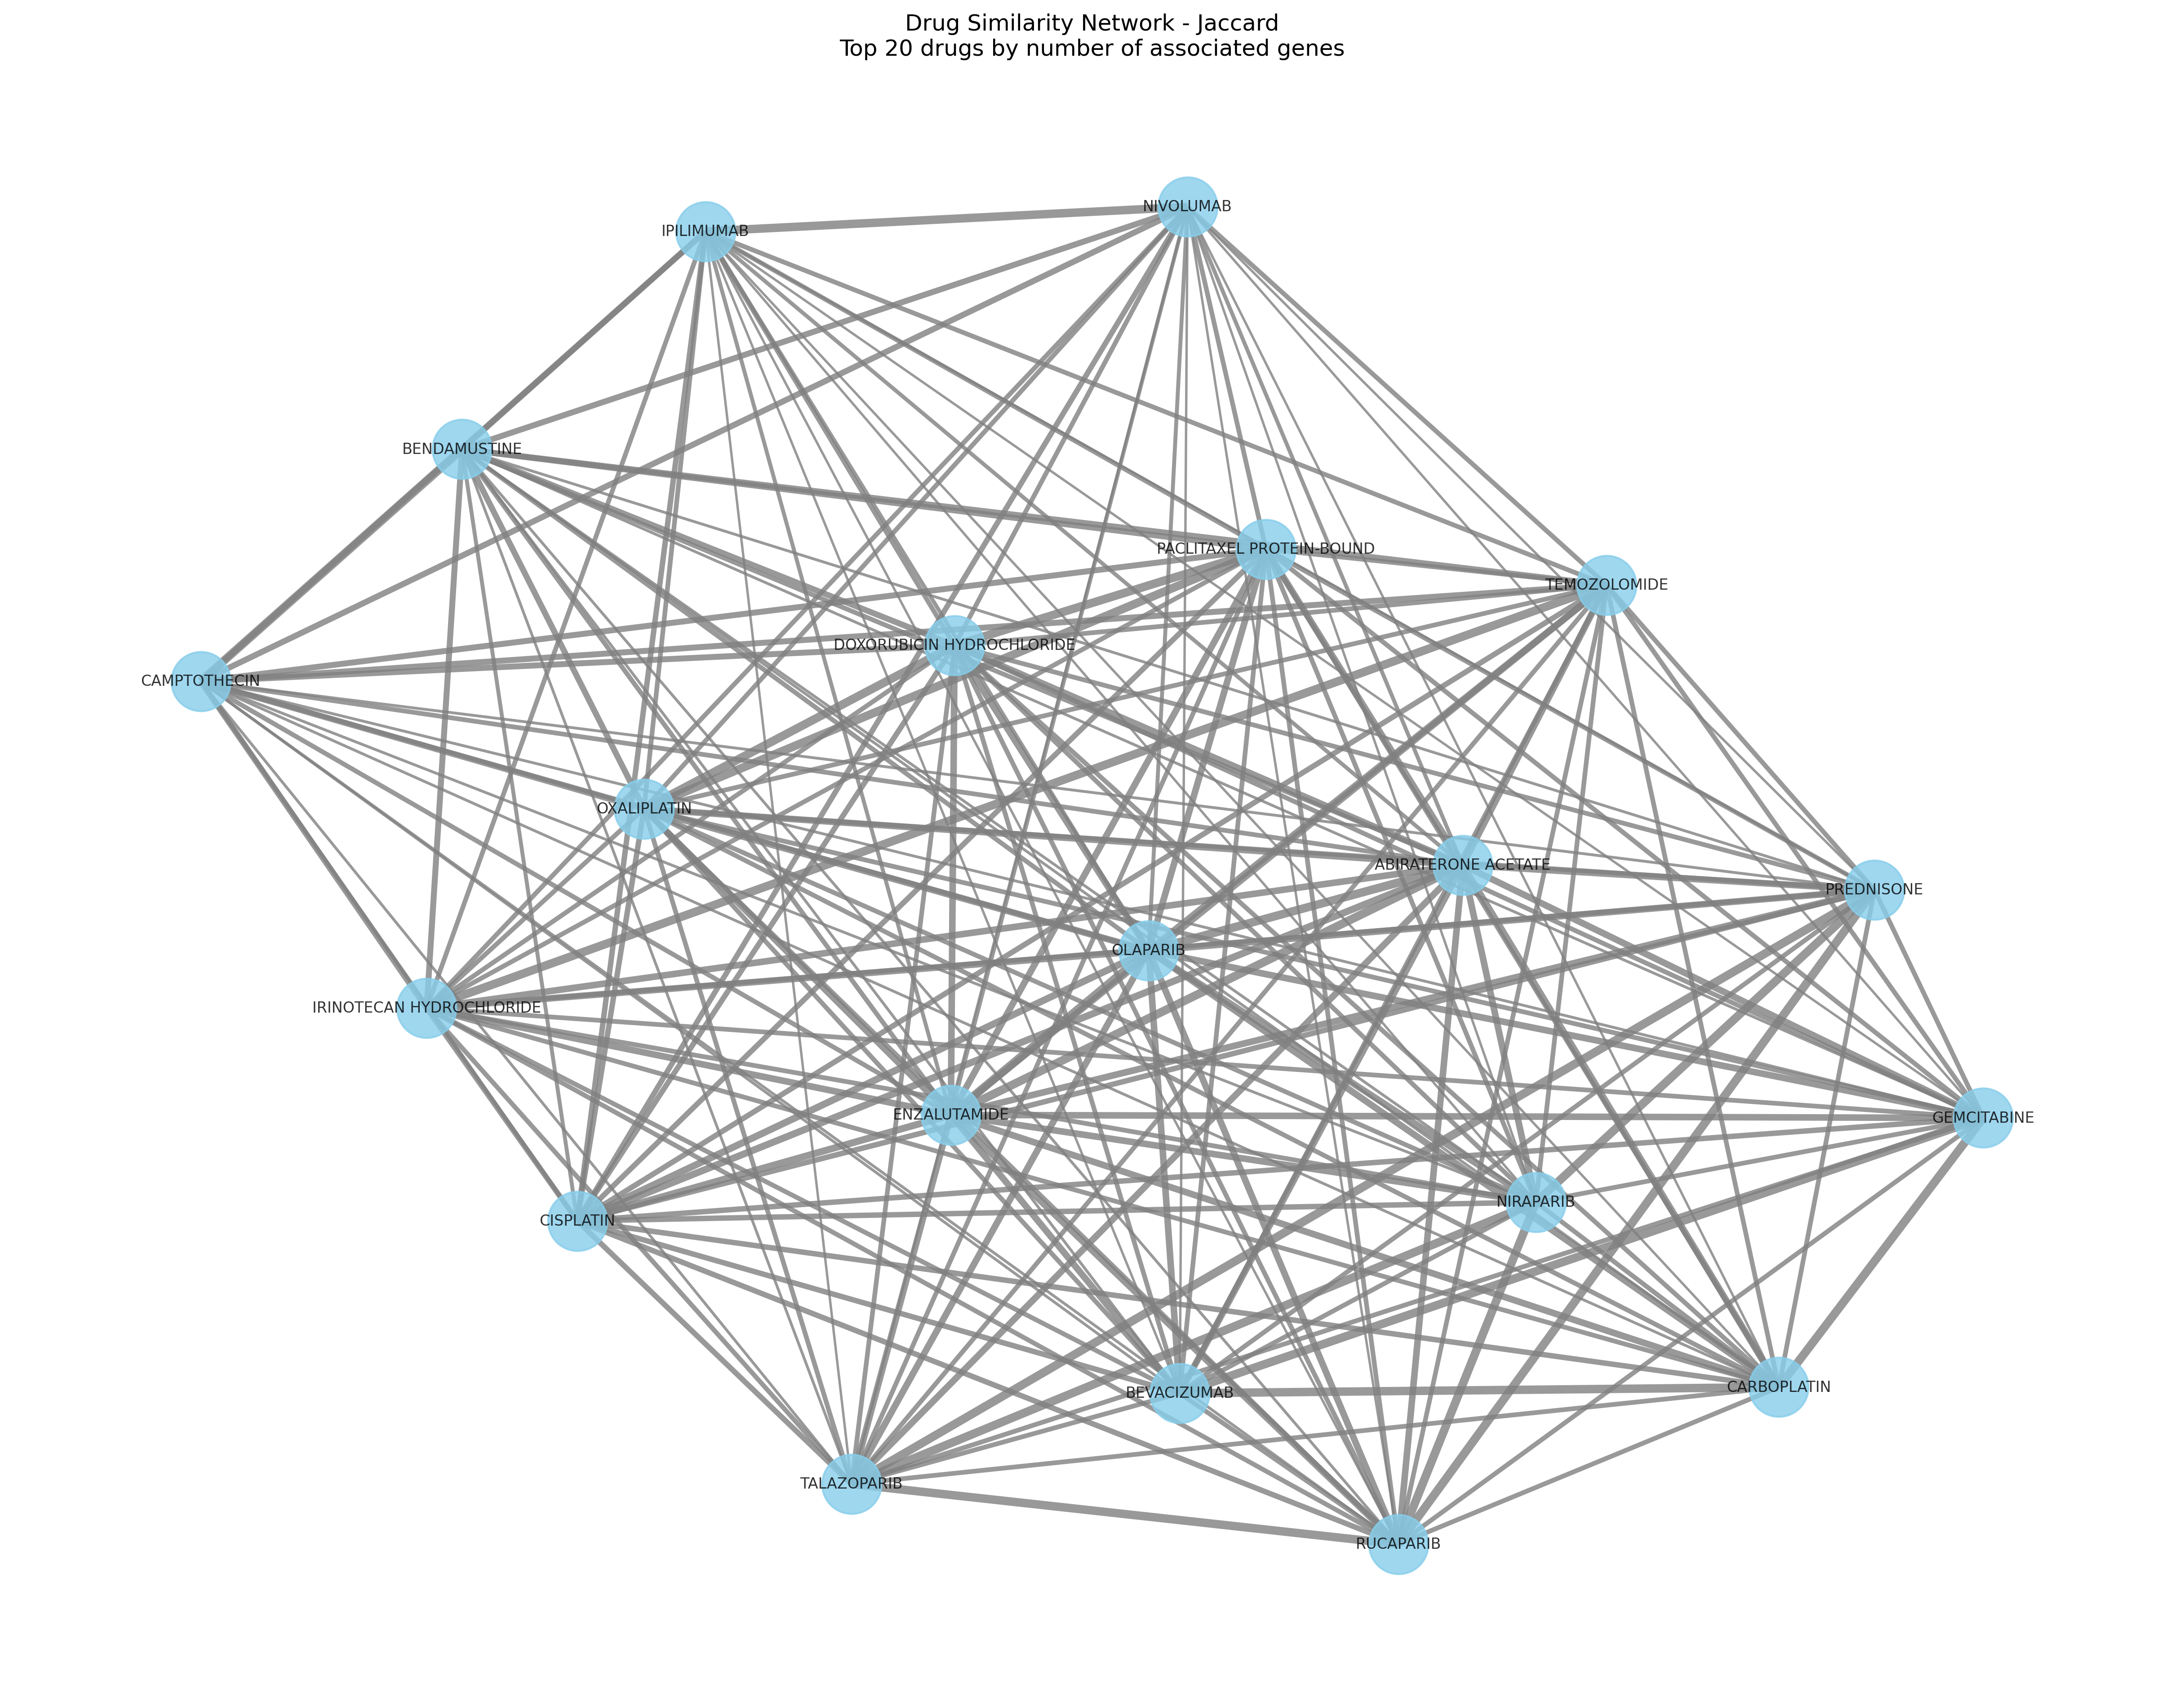 Drug Similarity Network - Jaccard
Top 20 drugs by number of associated genes
NIVOLUMAB
IPILIMUMAB
BENDAMUSTINE
PACLITAXEL PROTEIN-BOUND
TEMOZOLOMIDE
DOXORUBICIN HYDROCHLORIDE
CAMPTOTHECIN
OXALIPLATIN
ABIRATERONE ACETATE
PREDNISONE
OLAPARIB
IRINOTECAN HYDROCHLORIDE
ENZALUTAMIDE
GEMCITABINE
NIRAPARIB
CISPLATIN
CARBOPLATIN
BEVACIZUMAB
TALAZOPARIB
RUCAPARIB